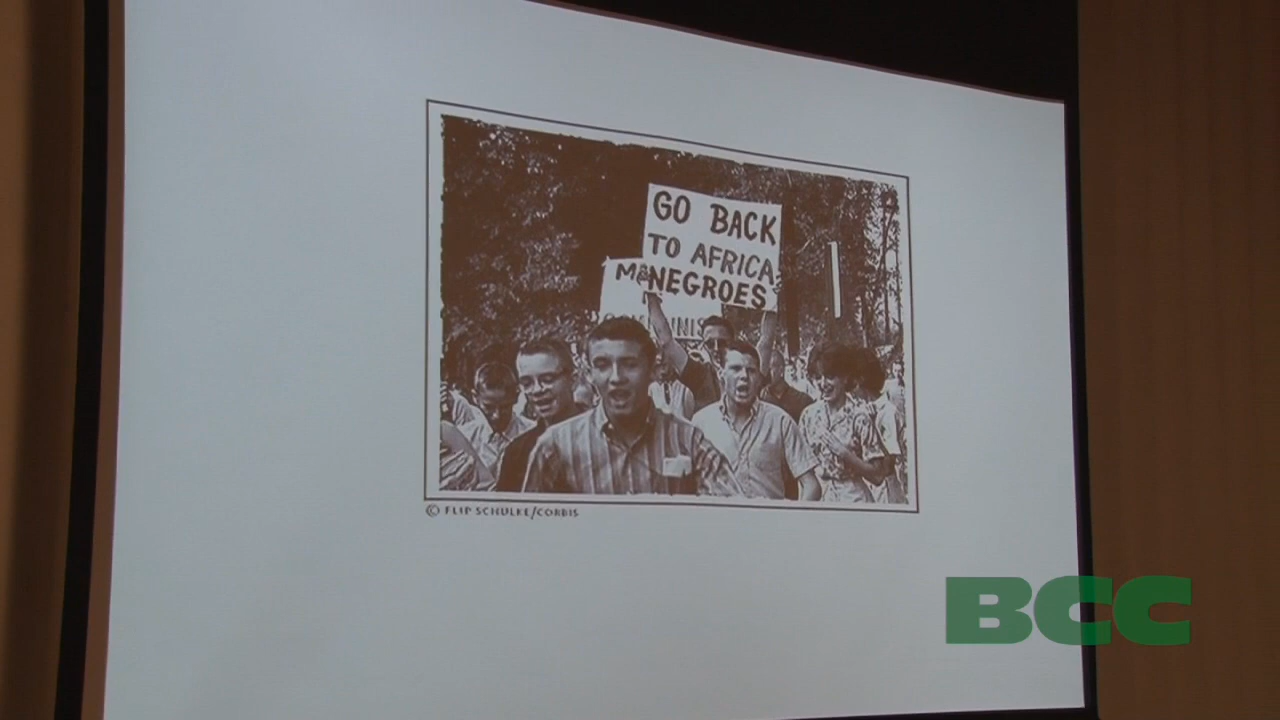 GO BACK
TO AFRICA
NEGROES
© FLIP SCHULKE/CORBIS
BCC